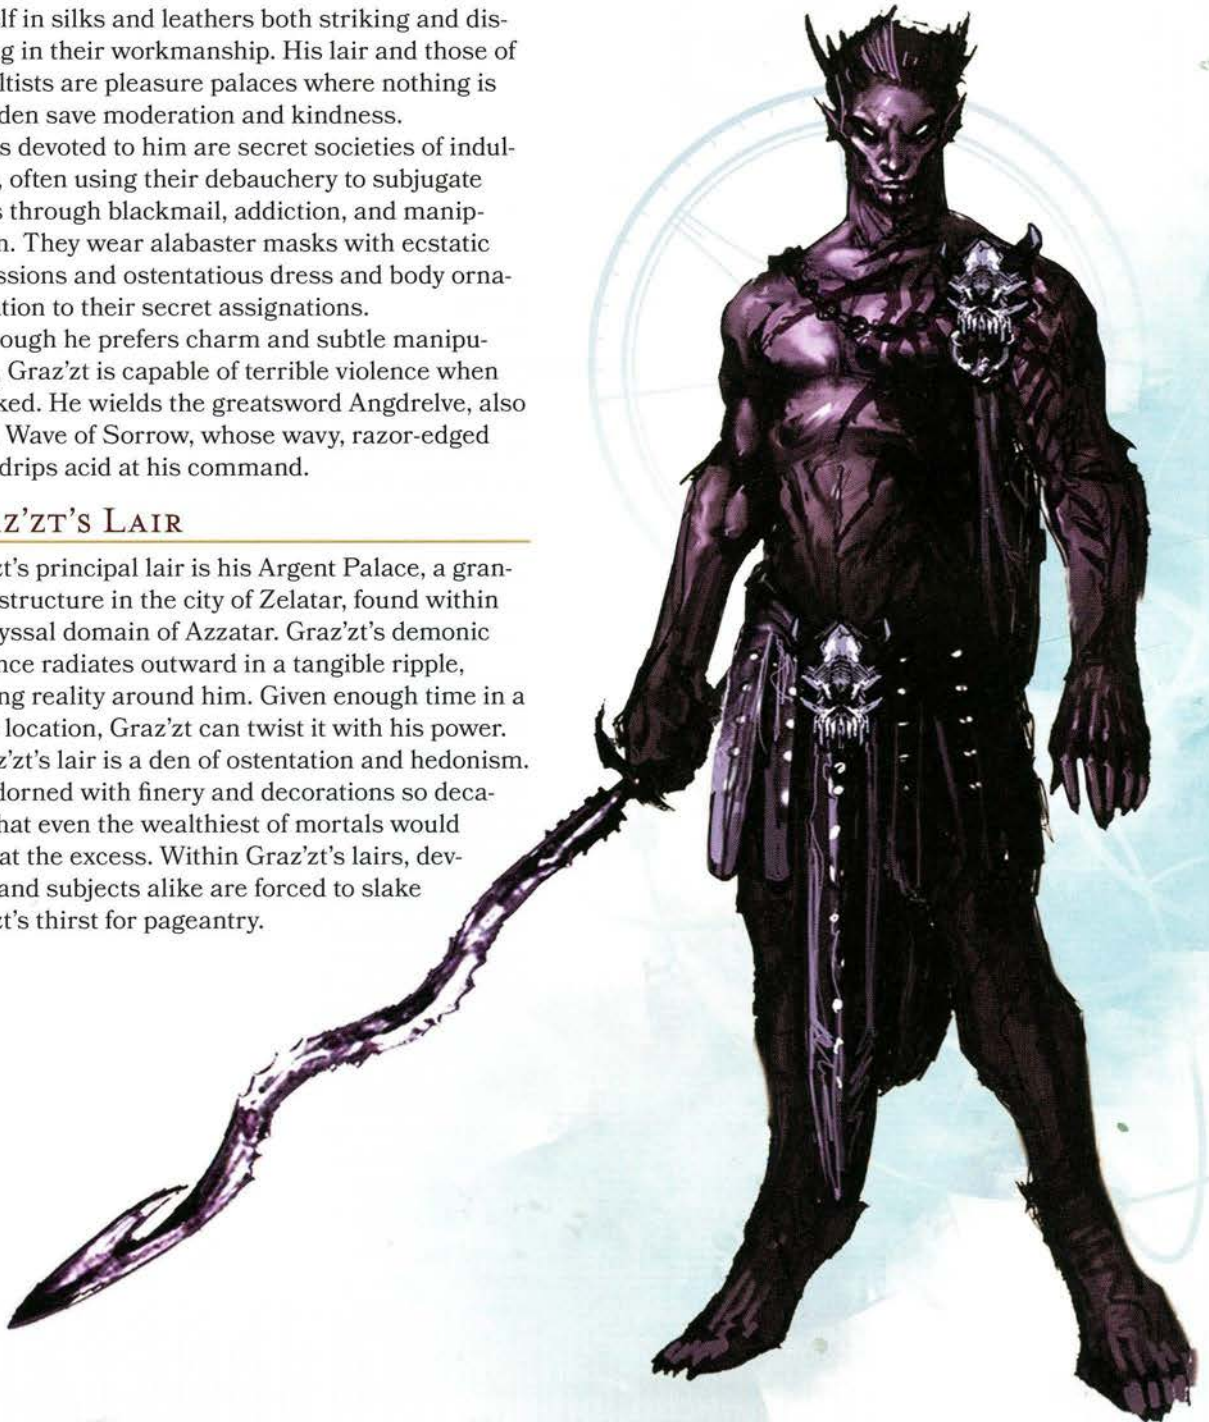 lf in silks and leathers both striking and dis-
g in their workmanship. His lair and those of
ltists are pleasure palaces where nothing is
den save moderation and kindness.
s devoted to him are secret societies of indul-
, often using their debauchery to subjugate
s through blackmail, addiction, and manip-
n. They wear alabaster masks with ecstatic
ssions and ostentatious dress and body orna-
tion to their secret assignations.
ough he prefers charm and subtle manipu-
Graz'zt is capable of terrible violence when
ked. He wields the greatsword Angdrelve, also
Wave of Sorrow, whose wavy, razor-edged
drips acid at his command.
z'zt's Lair
zt's principal lair is his Argent Palace, a gran-
structure in the city of Zelatar, found within
yssal domain of Azzatar. Graz'zt's demonic
nce radiates outward in a tangible ripple,
ng reality around him. Given enough time in a
location, Graz'zt can twist it with his power.
z'zt's lair is a den of ostentation and hedonism.
dorned with finery and decorations so deca-
hat even the wealthiest of mortals would
at the excess. Within Graz'zt's lairs, dev-
and subjects alike are forced to slake
zt's thirst for pageantry.